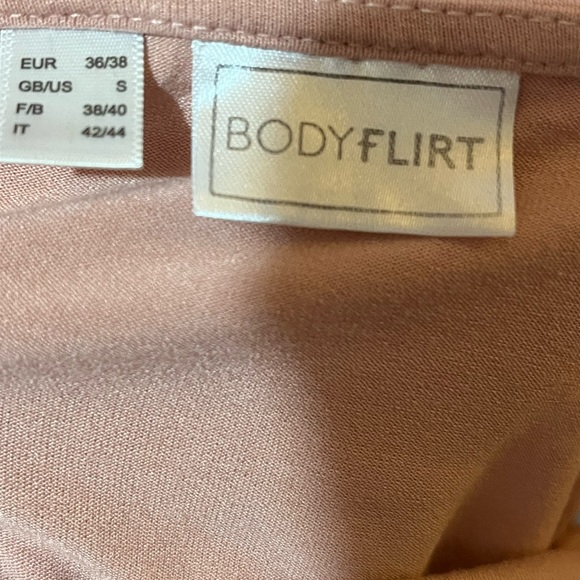 EUR 36/38
GB/US S
F/B 38/40
IT 42/44
BODYFLIRT